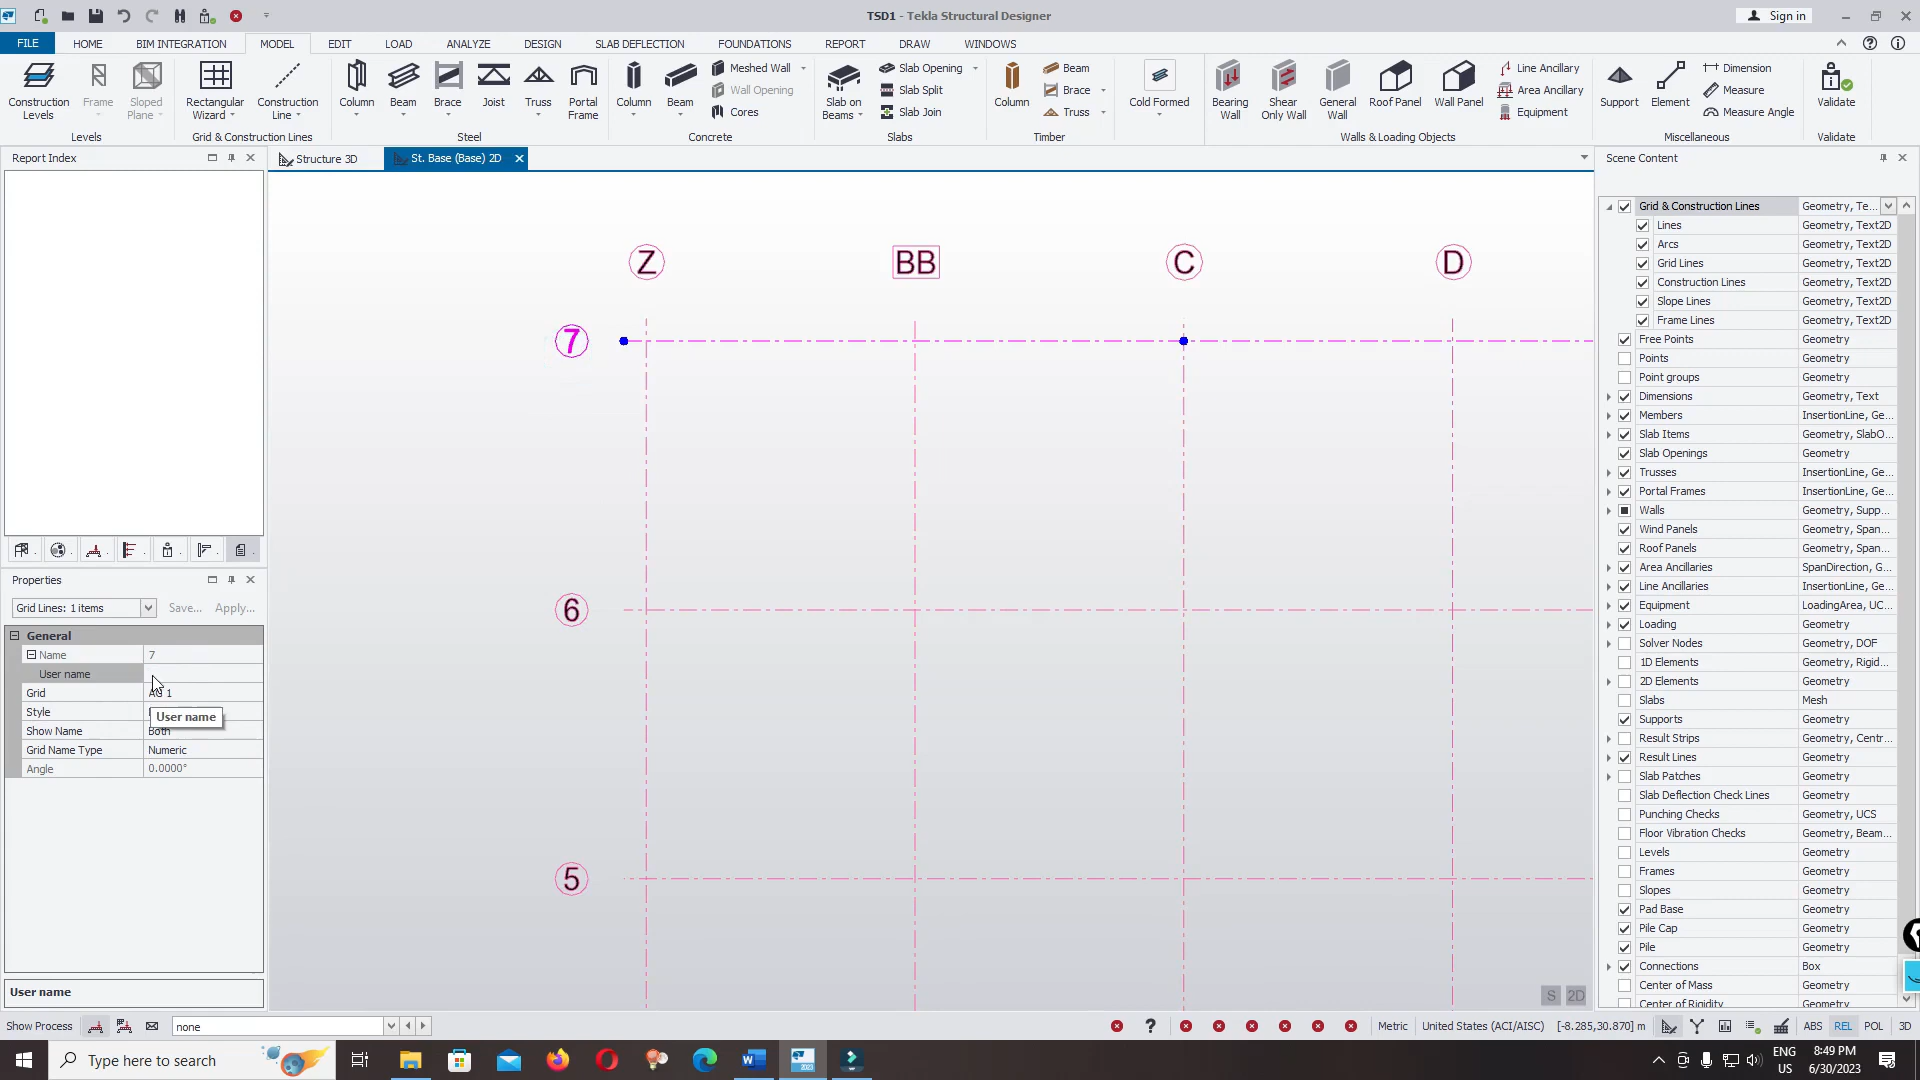 TSD1 - Tekla Structural Designer
Sign in
FILE
HOME
BIM INTEGRATION
MODEL
EDIT
LOAD
ANALYZE
DESIGN
SLAB DEFLECTION
FOUNDATIONS
REPORT
DRAW
WINDOWS
Construction Levels
Frame
Sloped Plane
Levels
Rectangular Wizard
Construction Line
Grid & Construction Lines
Column
Beam
Brace
Joist
Truss
Portal Frame
Steel
Column
Beam
Meshed Wall
Wall Opening
Cores
Concrete
Slab on Beams
Slab Opening
Slab Split
Slab Join
Slabs
Column
Beam
Brace
Truss
Timber
Cold Formed
Bearing Wall
Shear Only Wall
General Wall
Roof Panel
Wall Panel
Line Ancillary
Area Ancillary
Equipment
Walls & Loading Objects
Support
Element
Dimension
Measure
Measure Angle
Miscellaneous
Validate
Validate
Report Index
Structure 3D
St. Base (Base) 2D
Z
BB
C
D
7
6
5
S
2D
Properties
Grid Lines: 1 items
Save...
Apply...
General
Name
7
User name
Grid
AG 1
Style
User name
Show Name
Both
Grid Name Type
Numeric
Angle
0.0000°
User name
Scene Content
Grid & Construction Lines
Geometry, Te...
Lines
Geometry, Text2D
Arcs
Geometry, Text2D
Grid Lines
Geometry, Text2D
Construction Lines
Geometry, Text2D
Slope Lines
Geometry, Text2D
Frame Lines
Geometry, Text2D
Free Points
Geometry
Points
Geometry
Point groups
Geometry
Dimensions
Geometry, Text
Members
InsertionLine, Ge...
Slab Items
Geometry, SlabO...
Slab Openings
Geometry
Trusses
InsertionLine, Ge...
Portal Frames
InsertionLine, Ge...
Walls
Geometry, Supp...
Wind Panels
Geometry, Span...
Roof Panels
Geometry, Span...
Area Ancillaries
SpanDirection, G...
Line Ancillaries
InsertionLine, Ge...
Equipment
LoadingArea, UC...
Loading
Geometry
Solver Nodes
Geometry, DOF
1D Elements
Geometry, Rigid...
2D Elements
Geometry
Slabs
Mesh
Supports
Geometry
Result Strips
Geometry, Centr...
Result Lines
Geometry
Slab Patches
Geometry
Slab Deflection Check Lines
Geometry
Punching Checks
Geometry, UCS
Floor Vibration Checks
Geometry, Beam...
Levels
Geometry
Frames
Geometry
Slopes
Geometry
Pad Base
Geometry
Pile Cap
Geometry
Pile
Geometry
Connections
Box
Center of Mass
Geometry
Center of Rigidity
Geometry
Show Process
none
Metric
United States (ACI/AISC)
[-8.285,30.870] m
ABS
REL
POL
3D
Type here to search
ENG
US
8:49 PM
6/30/2023